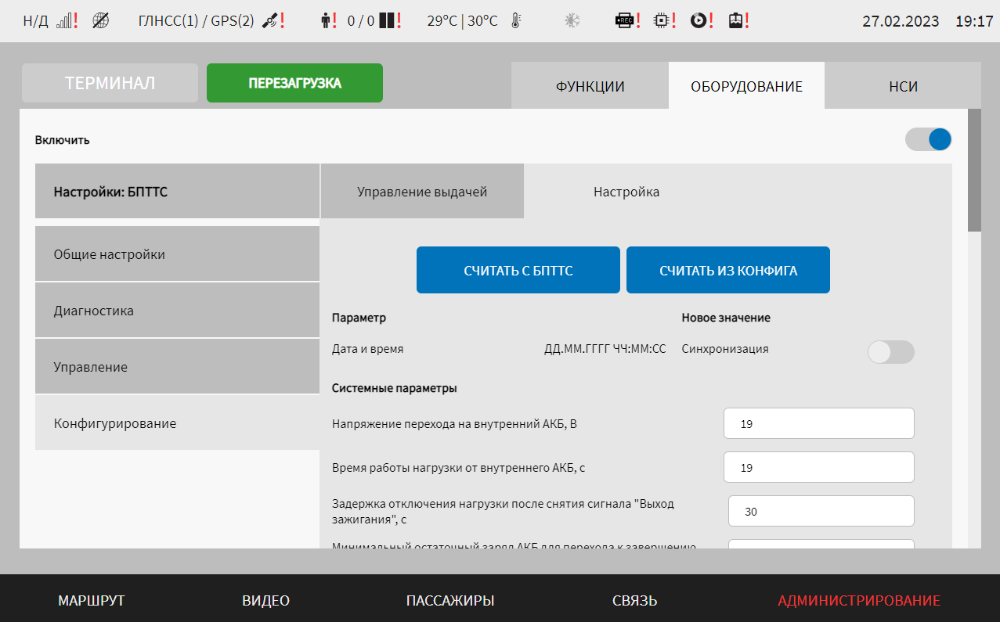 Н/Д ! ГЛНСС(1) / GPS(2) ! ! 0 / 0 ! 29°C | 30°C REC ! ! ! ! 27.02.2023 19:17
ТЕРМИНАЛ ПЕРЕЗАГРУЗКА ФУНКЦИИ ОБОРУДОВАНИЕ НСИ
Включить
Настройки: БПТТС Управление выдачей Настройка
Общие настройки
СЧИТАТЬ С БПТТС СЧИТАТЬ ИЗ КОНФИГА
Диагностика
Параметр Новое значение
Дата и время ДД.ММ.ГГГГ ЧЧ:ММ:СС Синхронизация
Управление
Системные параметры
Конфигурирование
Напряжение перехода на внутренний АКБ, В 19
Время работы нагрузки от внутреннего АКБ, с 19
Задержка отключения нагрузки после снятия сигнала "Выход
зажигания", с 30
Минимальный остаточный заряд АКБ для перехода к завершению
МАРШРУТ ВИДЕО ПАССАЖИРЫ СВЯЗЬ АДМИНИСТРИРОВАНИЕ